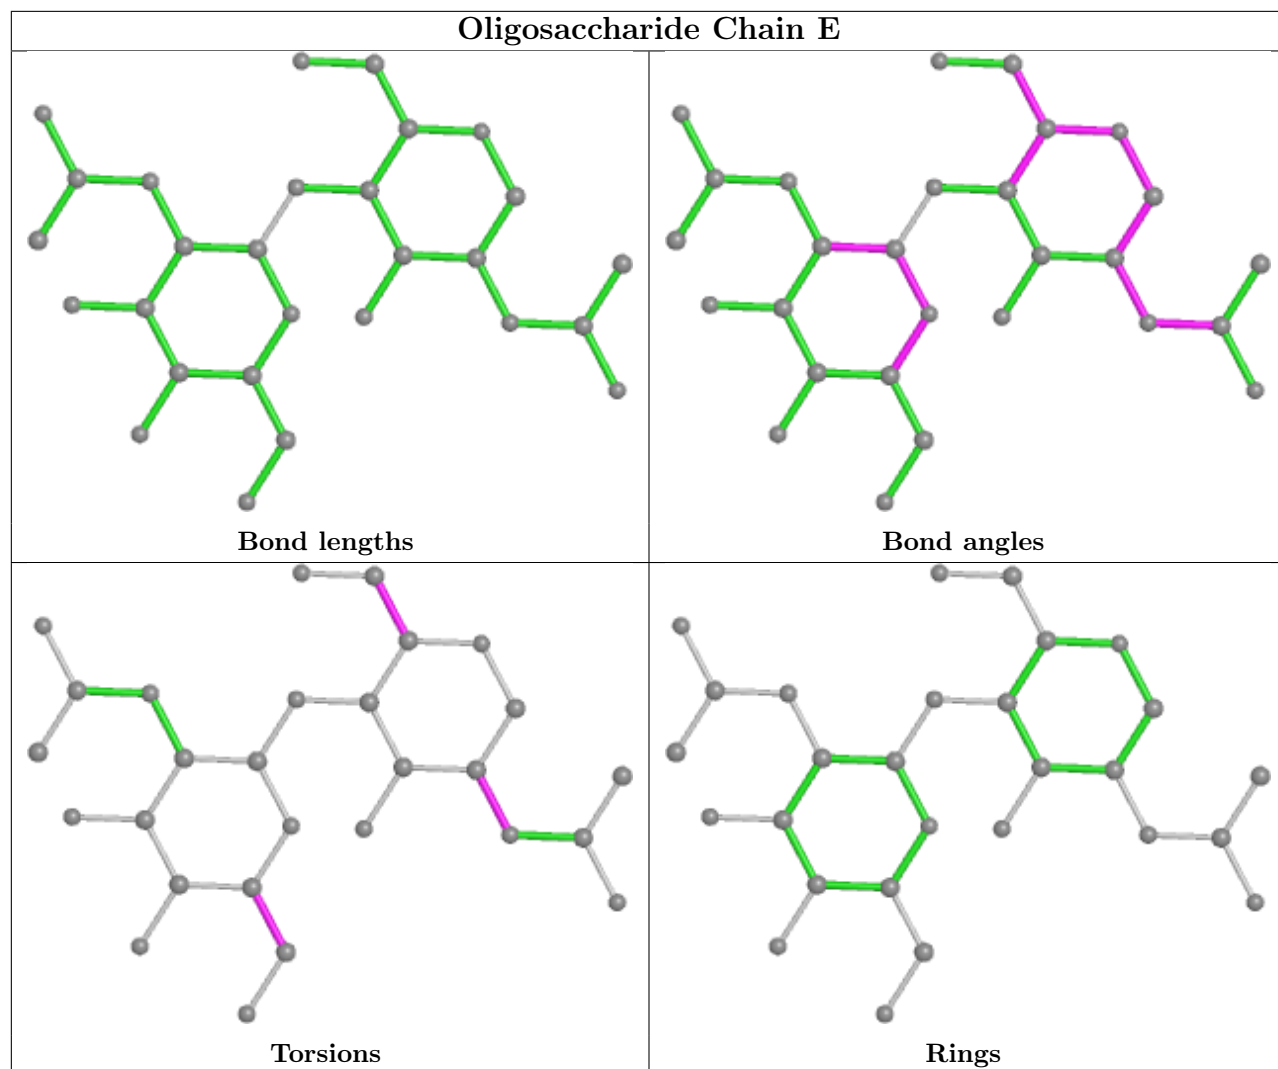 Oligosaccharide Chain E
Bond lengths
Bond angles
Torsions
Rings